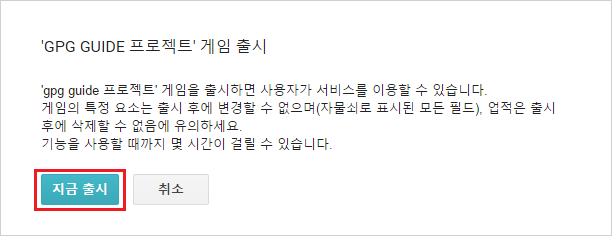 'GPG GUIDE 프로젝트' 게임 출시
'gpg guide 프로젝트' 게임을 출시하면 사용자가 서비스를 이용할 수 있습니다.
게임의 특정 요소는 출시 후에 변경할 수 없으며(자물쇠로 표시된 모든 필드), 업적은 출시
후에 삭제할 수 없음에 유의하세요.
기능을 사용할 때까지 몇 시간이 걸릴 수 있습니다.
지금 출시 취소